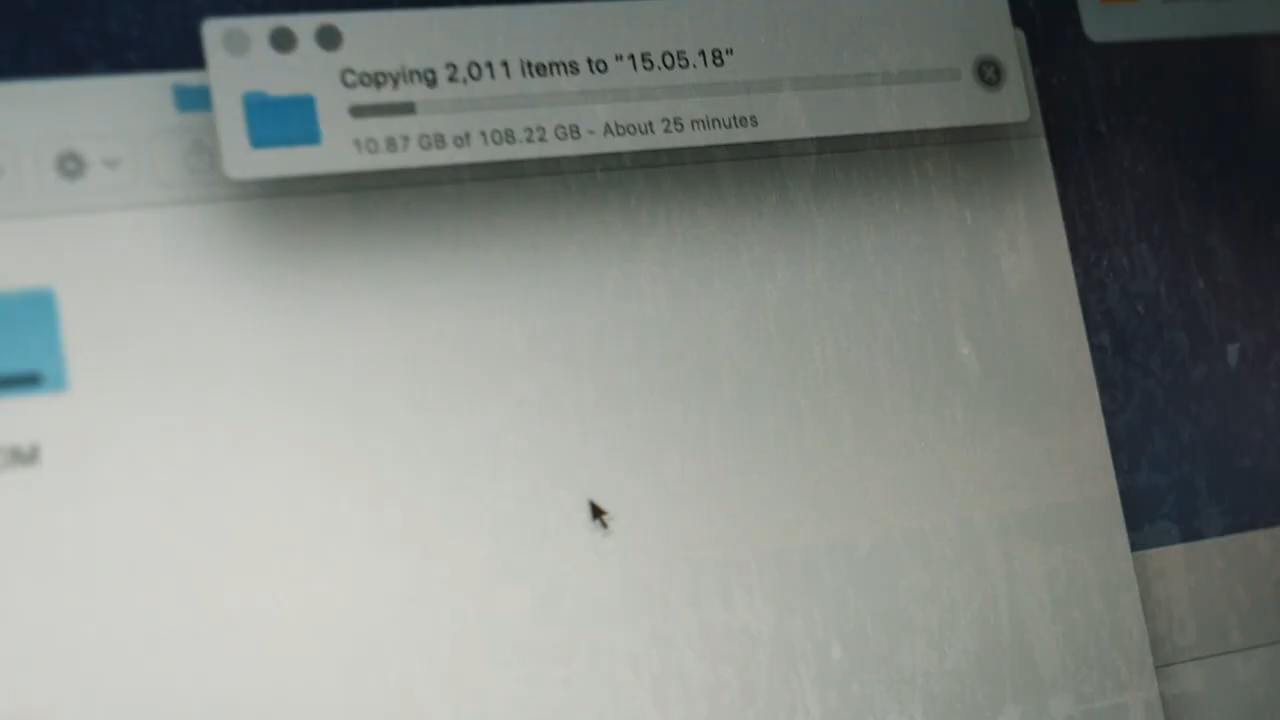 Copying 2,011 items to "15.05.18"
10.87 GB of 108.22 GB - About 25 minutes